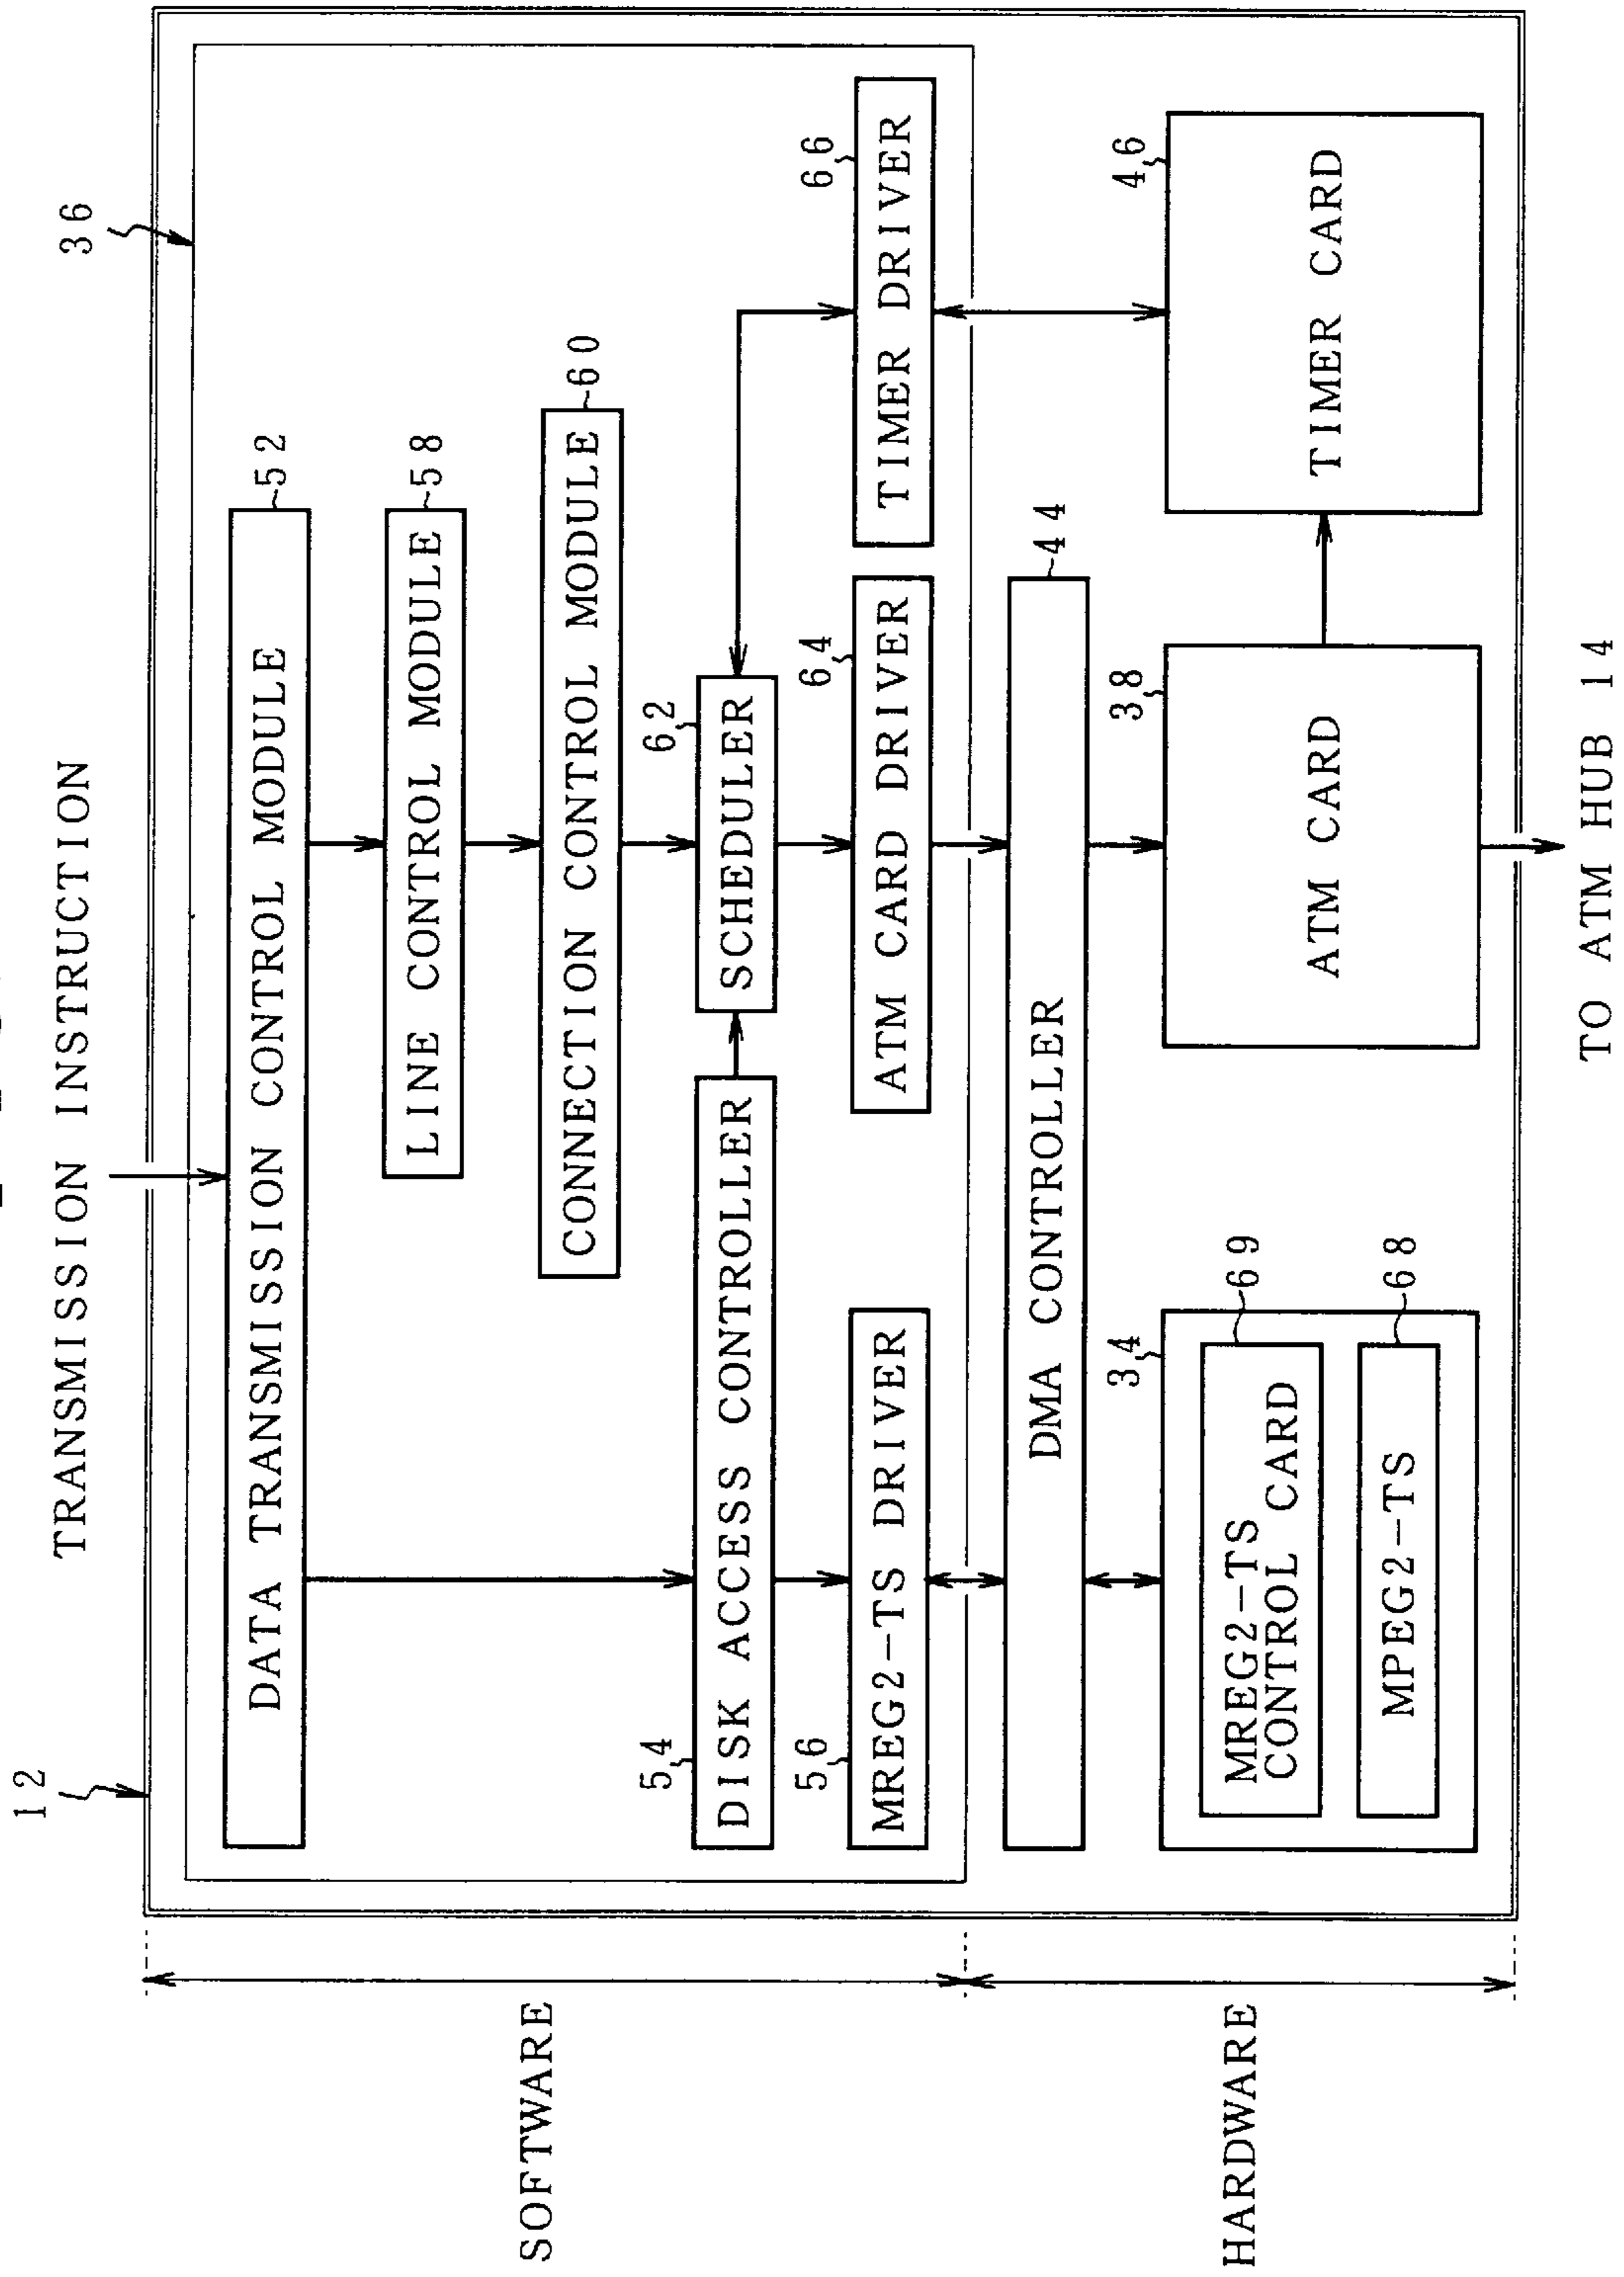 TRANSMISSION INSTRUCTION
12
36
DATA TRANSMISSION CONTROL MODULE
52
LINE CONTROL MODULE
58
CONNECTION CONTROL MODULE
60
54
DISK ACCESS CONTROLLER
62
SCHEDULER
56
MREG2-TS DRIVER
64
ATM CARD DRIVER
66
TIMER DRIVER
SOFTWARE
DMA CONTROLLER
44
34
MREG2-TS
CONTROL CARD
69
MPEG2-TS
68
38
ATM CARD
46
TIMER CARD
HARDWARE
TO ATM HUB 14